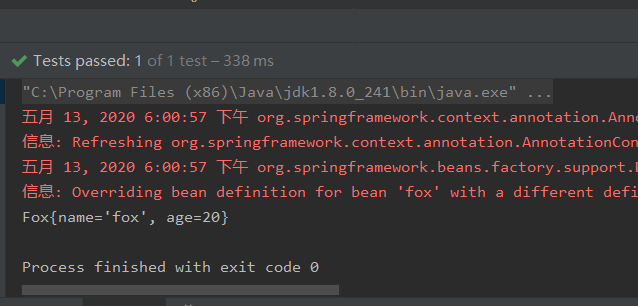 Tests passed: 1 of 1 test – 338 ms
"C:\Program Files (x86)\Java\jdk1.8.0_241\bin\java.exe" ...
五月 13, 2020 6:00:57 下午 org.springframework.context.annotation.Anno
信息: Refreshing org.springframework.context.annotation.AnnotationCon
五月 13, 2020 6:00:57 下午 org.springframework.beans.factory.support.
信息: Overriding bean definition for bean 'fox' with a different defi
Fox{name='fox', age=20}
Process finished with exit code 0